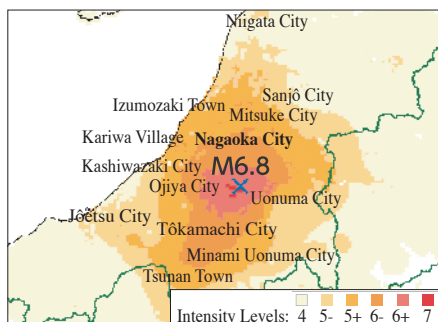 Niigata City
Sanjô City
Izumozaki Town
Mitsuke City
Kariwa Village
Nagaoka City
Kashiwazaki City
M6.8
Ojiya City
Uonuma City
Jôetsu City
Tôkamachi City
Minami Uonuma City
Tsunan Town
Intensity Levels: 4 5- 5+ 6- 6+ 7